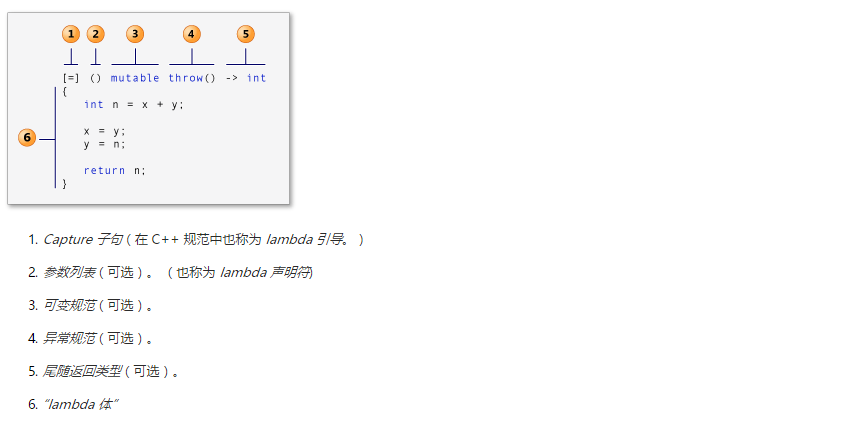 1 2 3 4 5
[=] () mutable throw() -> int
{
int n = x + y;
x = y;
y = n;
6
return n;
}
1. Capture 子句 ( 在 C++ 规范中也称为 lambda 引导。 )
2. 参数列表 ( 可选 ) 。 ( 也称为 lambda 声明符)
3. 可变规范 ( 可选 ) 。
4. 异常规范 ( 可选 ) 。
5. 尾随返回类型 ( 可选 ) 。
6. “lambda 体”